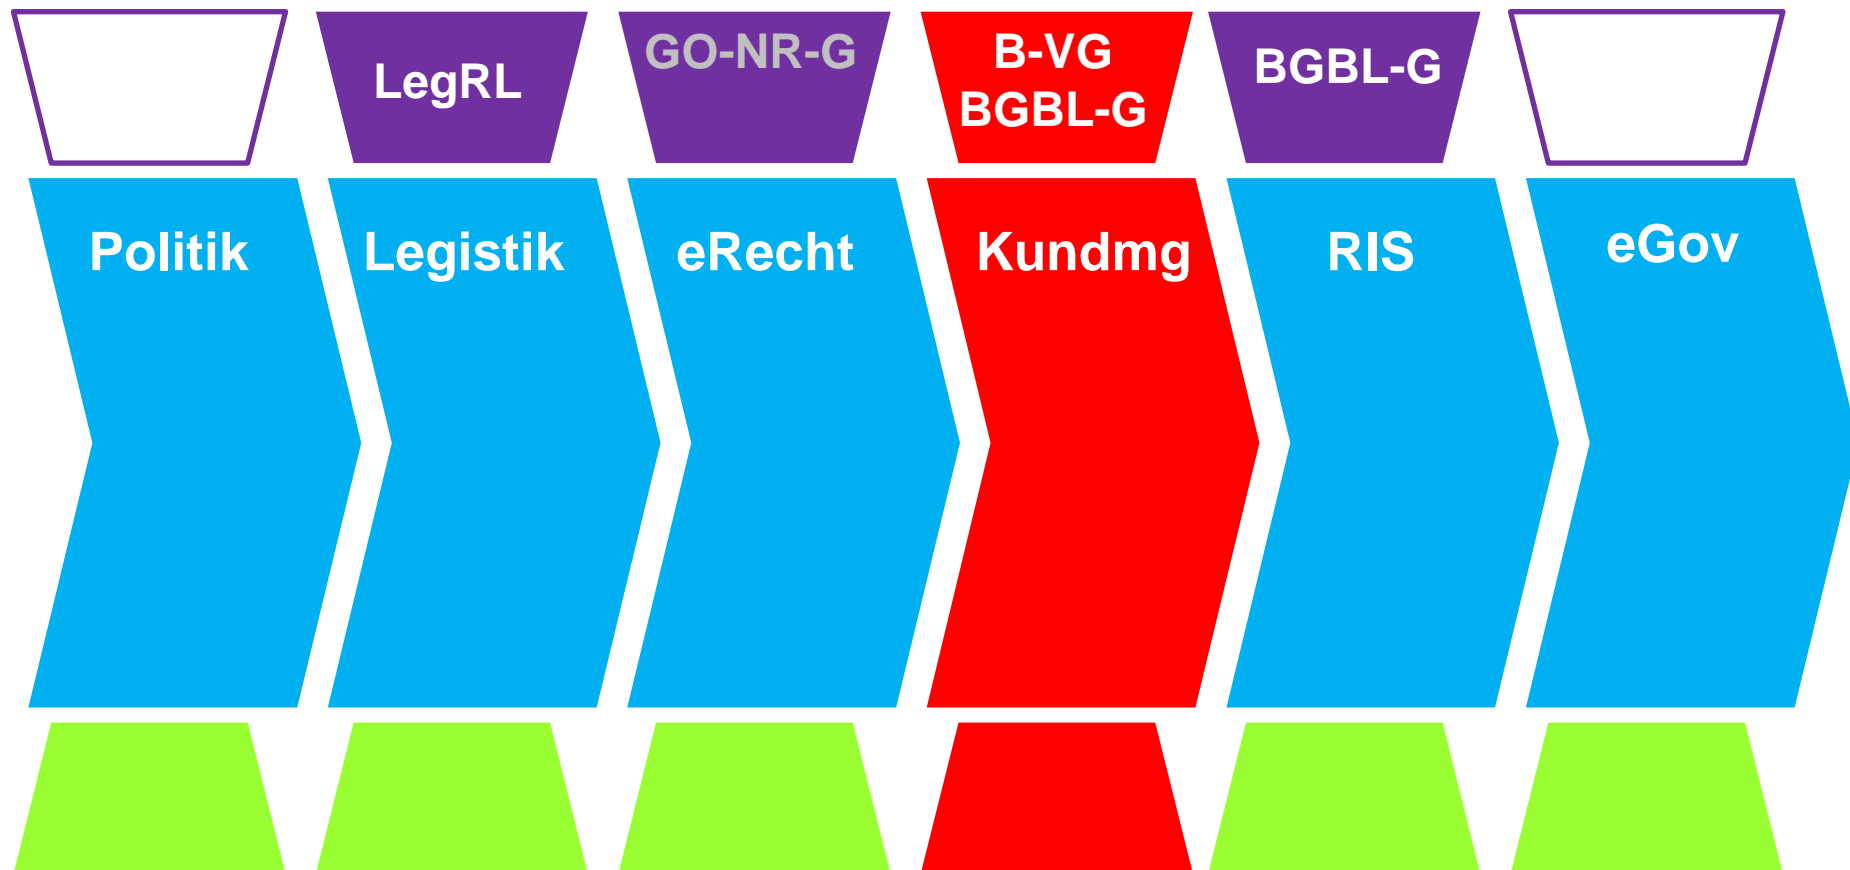 LegRL
GO-NR-G
B-VG
BGBL-G
BGBL-G
Politik
Legistik
eRecht
Kundmg
RIS
eGov